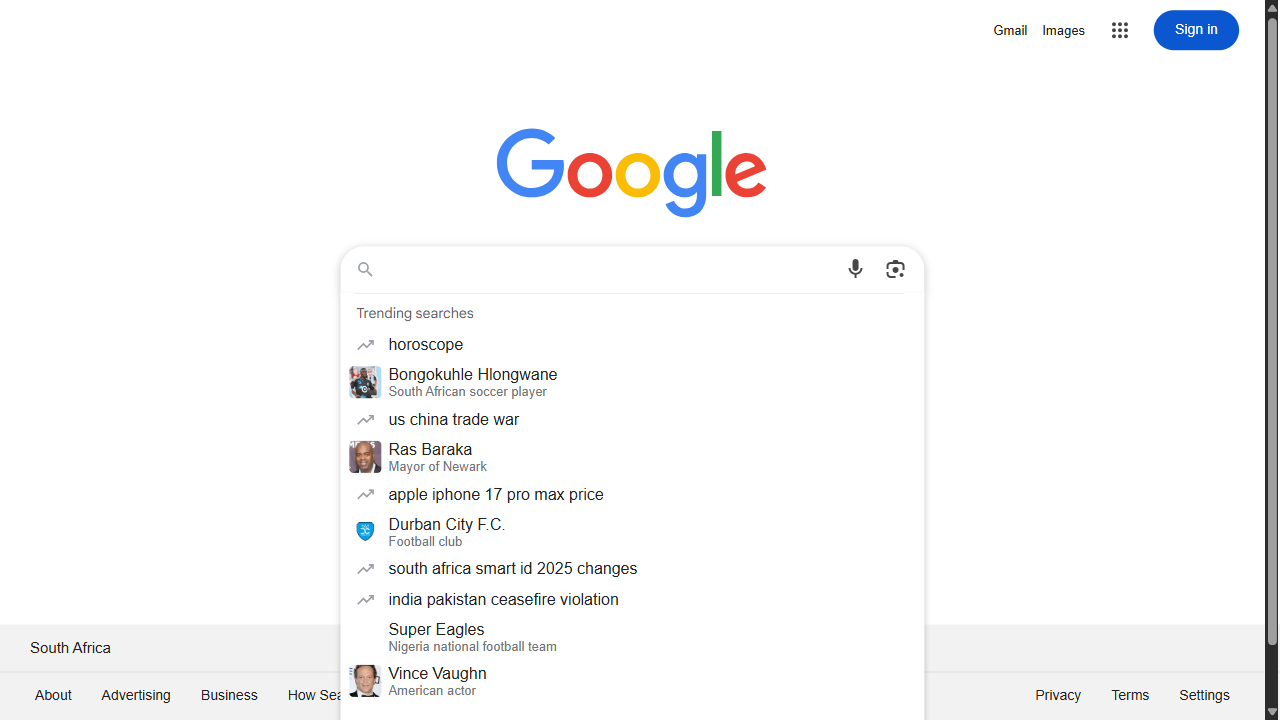 Gmail Images Sign in
Google
Trending searches
horoscope
Bongokuhle Hlongwane
South African soccer player
us china trade war
Ras Baraka
Mayor of Newark
apple iphone 17 pro max price
Durban City F.C.
Football club
south africa smart id 2025 changes
india pakistan ceasefire violation
Super Eagles
Nigeria national football team
Vince Vaughn
American actor
South Africa
About Advertising Business How Sea
Privacy Terms Settings